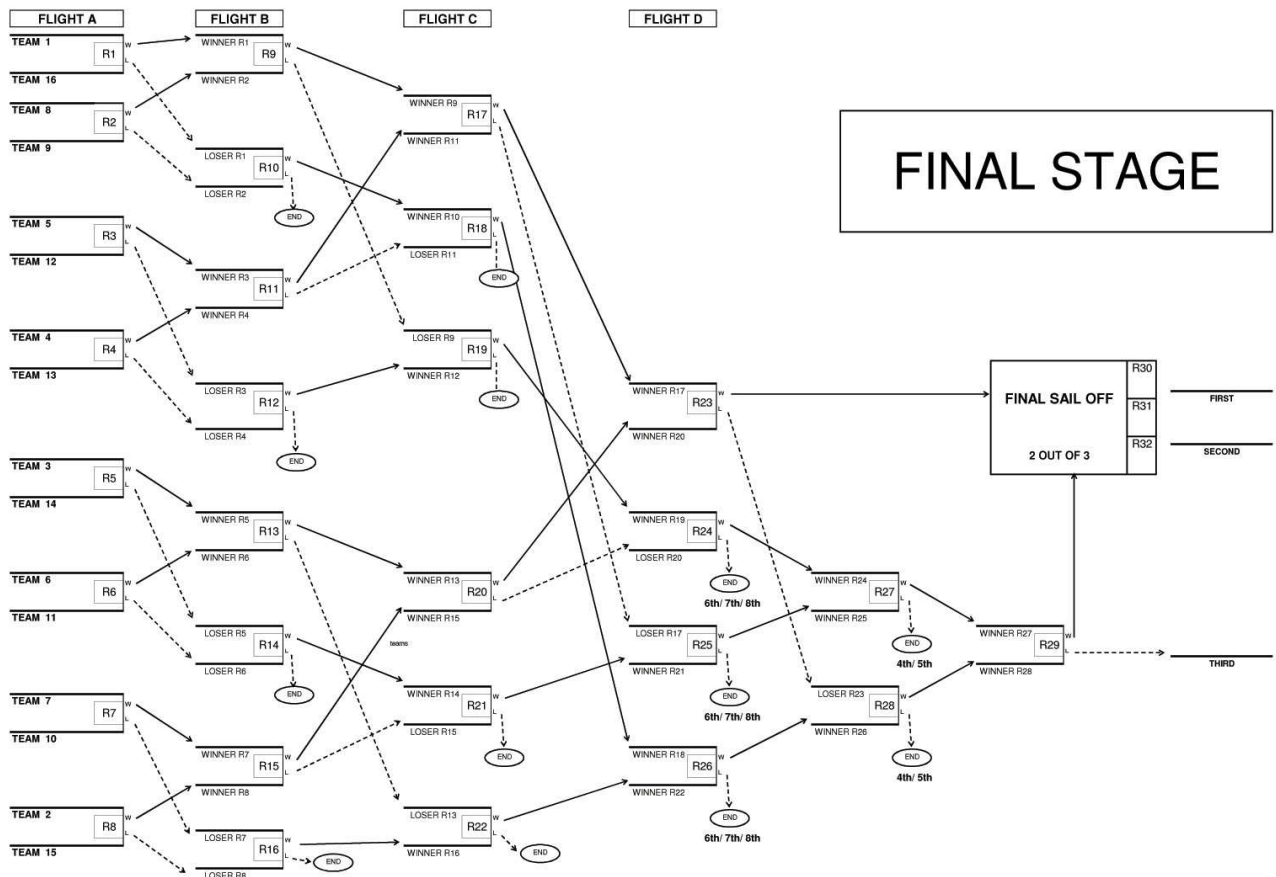 FLIGHT A
FLIGHT B
FLIGHT C
FLIGHT D
FINAL STAGE
TEAM 1
R1
W
L
TEAM 16
TEAM 8
R2
W
L
TEAM 9
TEAM 5
R3
W
L
TEAM 12
TEAM 4
R4
W
L
TEAM 13
TEAM 3
R5
W
L
TEAM 14
TEAM 6
R6
W
L
TEAM 11
TEAM 7
R7
W
L
TEAM 10
TEAM 2
R8
W
L
TEAM 15
WINNER R1
R9
W
L
WINNER R2
LOSER R1
R10
W
L
LOSER R2
END
WINNER R3
R11
W
L
WINNER R4
LOSER R3
R12
W
L
LOSER R4
END
WINNER R5
R13
W
L
WINNER R6
LOSER R5
R14
W
L
LOSER R6
END
WINNER R7
R15
W
L
WINNER R8
LOSER R7
R16
W
L
LOSER R8
END
WINNER R9
R17
W
L
WINNER R11
WINNER R10
R18
W
L
LOSER R11
END
LOSER R9
R19
W
L
WINNER R12
END
WINNER R13
R20
W
L
WINNER R15
teams
WINNER R14
R21
W
L
LOSER R15
END
LOSER R13
R22
W
L
WINNER R16
END
WINNER R17
R23
W
L
WINNER R20
WINNER R19
R24
W
L
LOSER R20
END
6th/ 7th/ 8th
LOSER R17
R25
W
L
WINNER R21
END
6th/ 7th/ 8th
WINNER R18
R26
W
L
WINNER R22
END
6th/ 7th/ 8th
WINNER R24
R27
W
L
WINNER R25
END
4th/ 5th
LOSER R23
R28
W
L
WINNER R26
END
4th/ 5th
WINNER R27
R29
W
L
WINNER R28
FINAL SAIL OFF
2 OUT OF 3
R30
R31
R32
FIRST
SECOND
THIRD